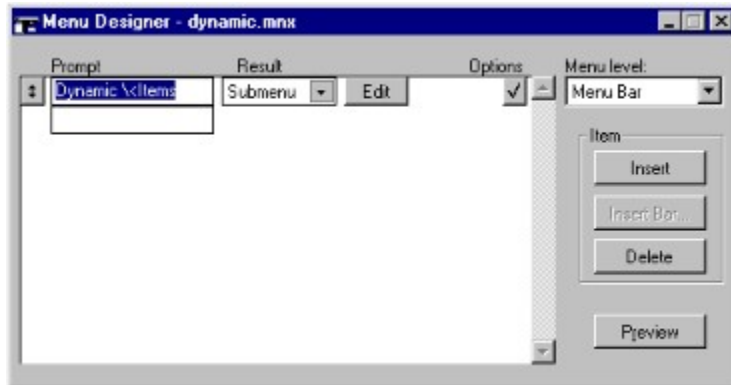 Menu Designer - dynamic.mnx
Prompt Result Options Menu level:
Dynamic \<Items Submenu Edit Menu Bar
Item
Insert
Insert Bar...
Delete
Preview